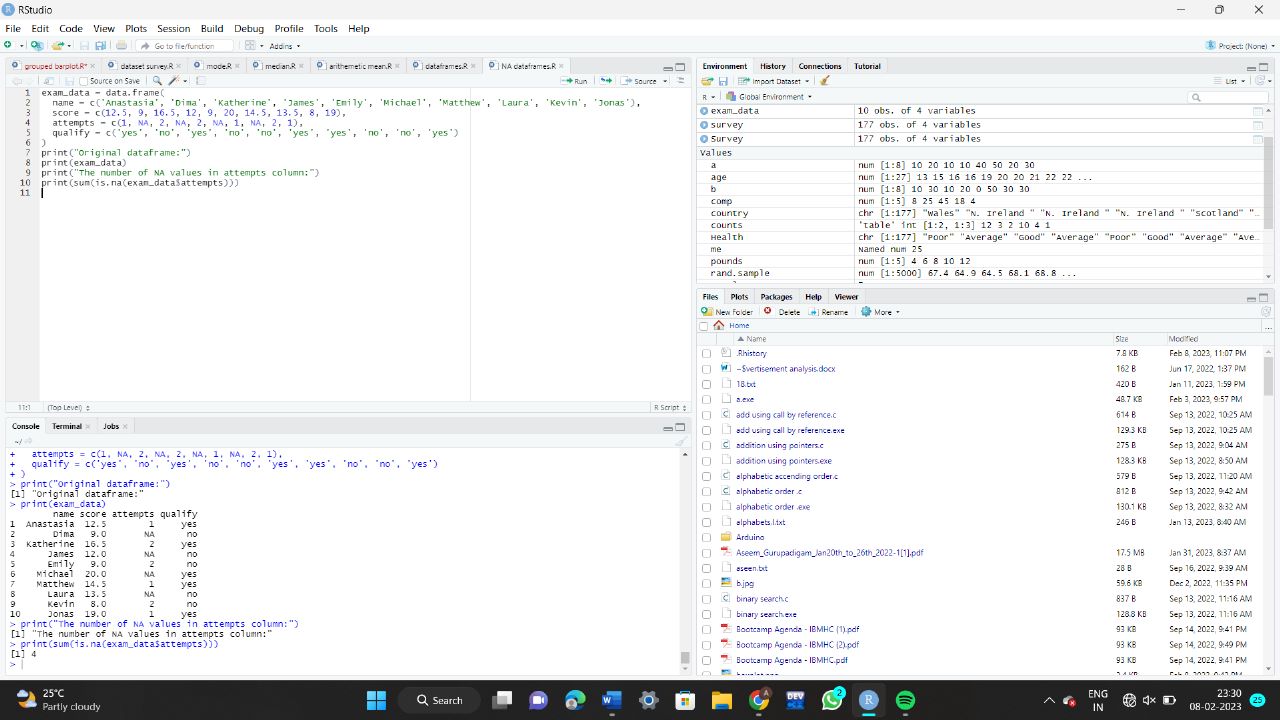 RStudio
File Edit Code View Plots Session Build Debug Profile Tools Help
Go to file/function Addins Project: (None)
grouped barplot.R* dataset survey.R mode.R median.R arithmetic mean.R dataframes.R NA dataframes.R
Source on Save Run Source
1 exam_data = data.frame(
2 name = c('Anastasia', 'Dima', 'Katherine', 'James', 'Emily', 'Michael', 'Matthew', 'Laura', 'Kevin', 'Jonas'),
3 score = c(12.5, 9, 16.5, 12, 9, 20, 14.5, 13.5, 8, 19),
4 attempts = c(1, NA, 2, NA, 2, NA, 1, NA, 2, 1),
5 qualify = c('yes', 'no', 'yes', 'no', 'no', 'yes', 'yes', 'no', 'no', 'yes')
6 )
7 print("Original dataframe:")
8 print(exam_data)
9 print("The number of NA values in attempts column:")
10 print(sum(is.na(exam_data$attempts)))
11
11:1 (Top Level) R Script
Console Terminal Jobs
~/
+ attempts = c(1, NA, 2, NA, 2, NA, 1, NA, 2, 1),
+ qualify = c('yes', 'no', 'yes', 'no', 'no', 'yes', 'yes', 'no', 'no', 'yes')
+ )
> print("Original dataframe:")
[1] "Original dataframe:"
> print(exam_data)
name score attempts qualify
1 Anastasia 12.5 1 yes
2 Dima 9.0 NA no
3 Katherine 16.5 2 yes
4 James 12.0 NA no
5 Emily 9.0 2 no
6 Michael 20.0 NA yes
7 Matthew 14.5 1 yes
8 Laura 13.5 NA no
9 Kevin 8.0 2 no
10 Jonas 19.0 1 yes
> print("The number of NA values in attempts column:")
[1] "The number of NA values in attempts column:"
> print(sum(is.na(exam_data$attempts)))
[1] 4
>
Environment History Connections Tutorial
Import Dataset List
R Global Environment
exam_data 10 obs. of 4 variables
survey 177 obs. of 4 variables
Survey 177 obs. of 4 variables
Values
a num [1:8] 10 20 10 10 40 50 20 30
age num [1:27] 13 15 16 16 19 20 20 21 22 22 ...
b num [1:8] 10 30 10 20 0 50 30 30
comp num [1:5] 8 25 45 18 4
country chr [1:177] "Wales" "N. Ireland " "N. Ireland " "N. Ireland " "Scotland" "…
counts 'table' int [1:2, 1:3] 12 3 2 10 4 1
Health chr [1:177] "Poor" "Average" "Good" "Average" "Poor" "Good" "Average" "Ave…
me Named num 25
pounds num [1:5] 4 6 8 10 12
rand.sample num [1:5000] 67.4 64.9 64.5 68.1 68.8 ...
Files Plots Packages Help Viewer
New Folder Delete Rename More
Home
Name Size Modified
.Rhistory 7.8 KB Feb 8, 2023, 11:07 PM
~$vertisement analysis.docx 162 B Jun 17, 2022, 1:37 PM
18.txt 420 B Jan 11, 2023, 1:59 PM
a.exe 48.7 KB Feb 3, 2023, 9:57 PM
add using call by reference.c 614 B Sep 13, 2022, 10:25 AM
add using call by reference.exe 129.3 KB Sep 13, 2022, 10:25 AM
addition using pointers.c 275 B Sep 13, 2022, 9:04 AM
addition using pointers.exe 128.3 KB Sep 13, 2022, 8:50 AM
alphabetic accending order.c 579 B Sep 13, 2022, 11:20 AM
alphabetic order .c 812 B Sep 13, 2022, 9:42 AM
alphabetic order .exe 130.1 KB Sep 13, 2022, 8:32 AM
alphabets.l.txt 246 B Jan 13, 2023, 8:40 AM
Arduino
Aseem_Gurupadigam_Jan20th_to_26th_2022-1[1].pdf 17.5 MB Jan 31, 2023, 8:37 AM
aseen.txt 28 B Sep 16, 2022, 9:39 AM
b.jpg 59.6 KB Dec 2, 2022, 11:35 PM
binary search.c 837 B Sep 13, 2022, 11:16 AM
binary search.exe 128.8 KB Sep 13, 2022, 11:16 AM
Bootcamp Agenda - IBMHC (1).pdf 93 KB Sep 14, 2022, 9:41 PM
Bootcamp Agenda - IBMHC (2).pdf 93 KB Sep 14, 2022, 9:49 PM
Bootcamp Agenda - IBMHC.pdf 93 KB Sep 14, 2022, 9:41 PM
25°C
Partly cloudy
Search
DEV
2
ENG
IN
23:30
08-02-2023
25